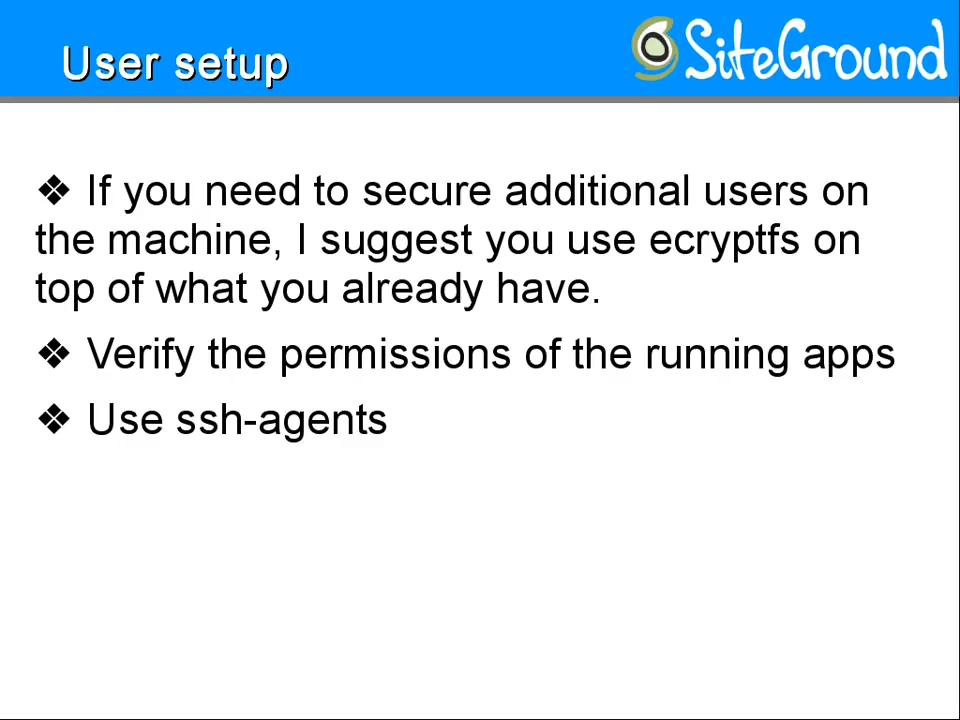 User setup
SiteGround
❖ If you need to secure additional users on
the machine, I suggest you use ecryptfs on
top of what you already have.
❖ Verify the permissions of the running apps
❖ Use ssh-agents